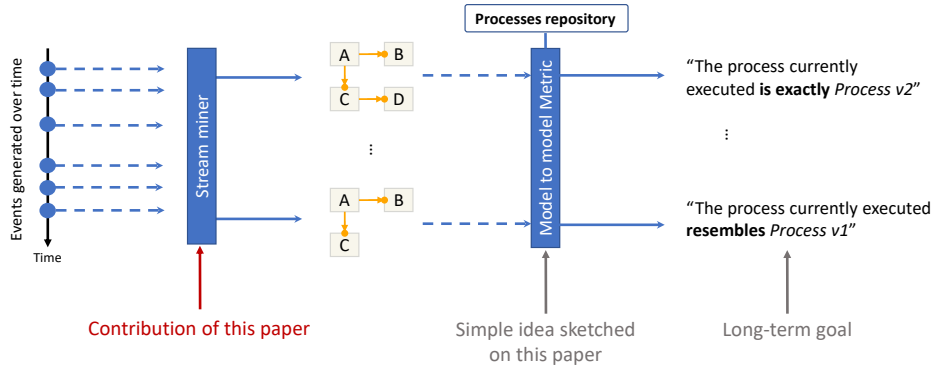 Processes repository
Events generated over time
Time
Stream miner
A
B
C
D
...
A
B
C
Model to model Metric
“The process currently
executed is exactly Process v2”
...
“The process currently executed
resembles Process v1”
Contribution of this paper
Simple idea sketched
on this paper
Long-term goal